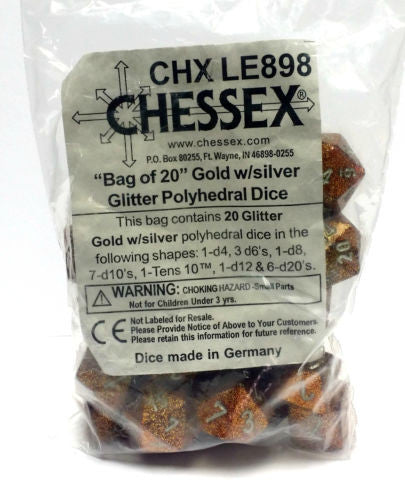 CHX LE898
CHESSEX®
www.chessex.com
P.O. Box 80255, Ft. Wayne, IN 46898-0255
“Bag of 20” Gold w/silver
Glitter Polyhedral Dice
This bag contains 20 Glitter
Gold w/silver polyhedral dice in the
following shapes: 1-d4, 3 d6's, 1-d8,
7-d10's, 1-Tens 10™, 1-d12 & 6-d20's.
WARNING: CHOKING HAZARD -Small Parts
Not for Children Under 3 yrs.
CE
Not Labeled for Resale.
Please Provide Notice of Above to Your Customers.
Please retain this information for future reference.
Dice made in Germany
20
7
3